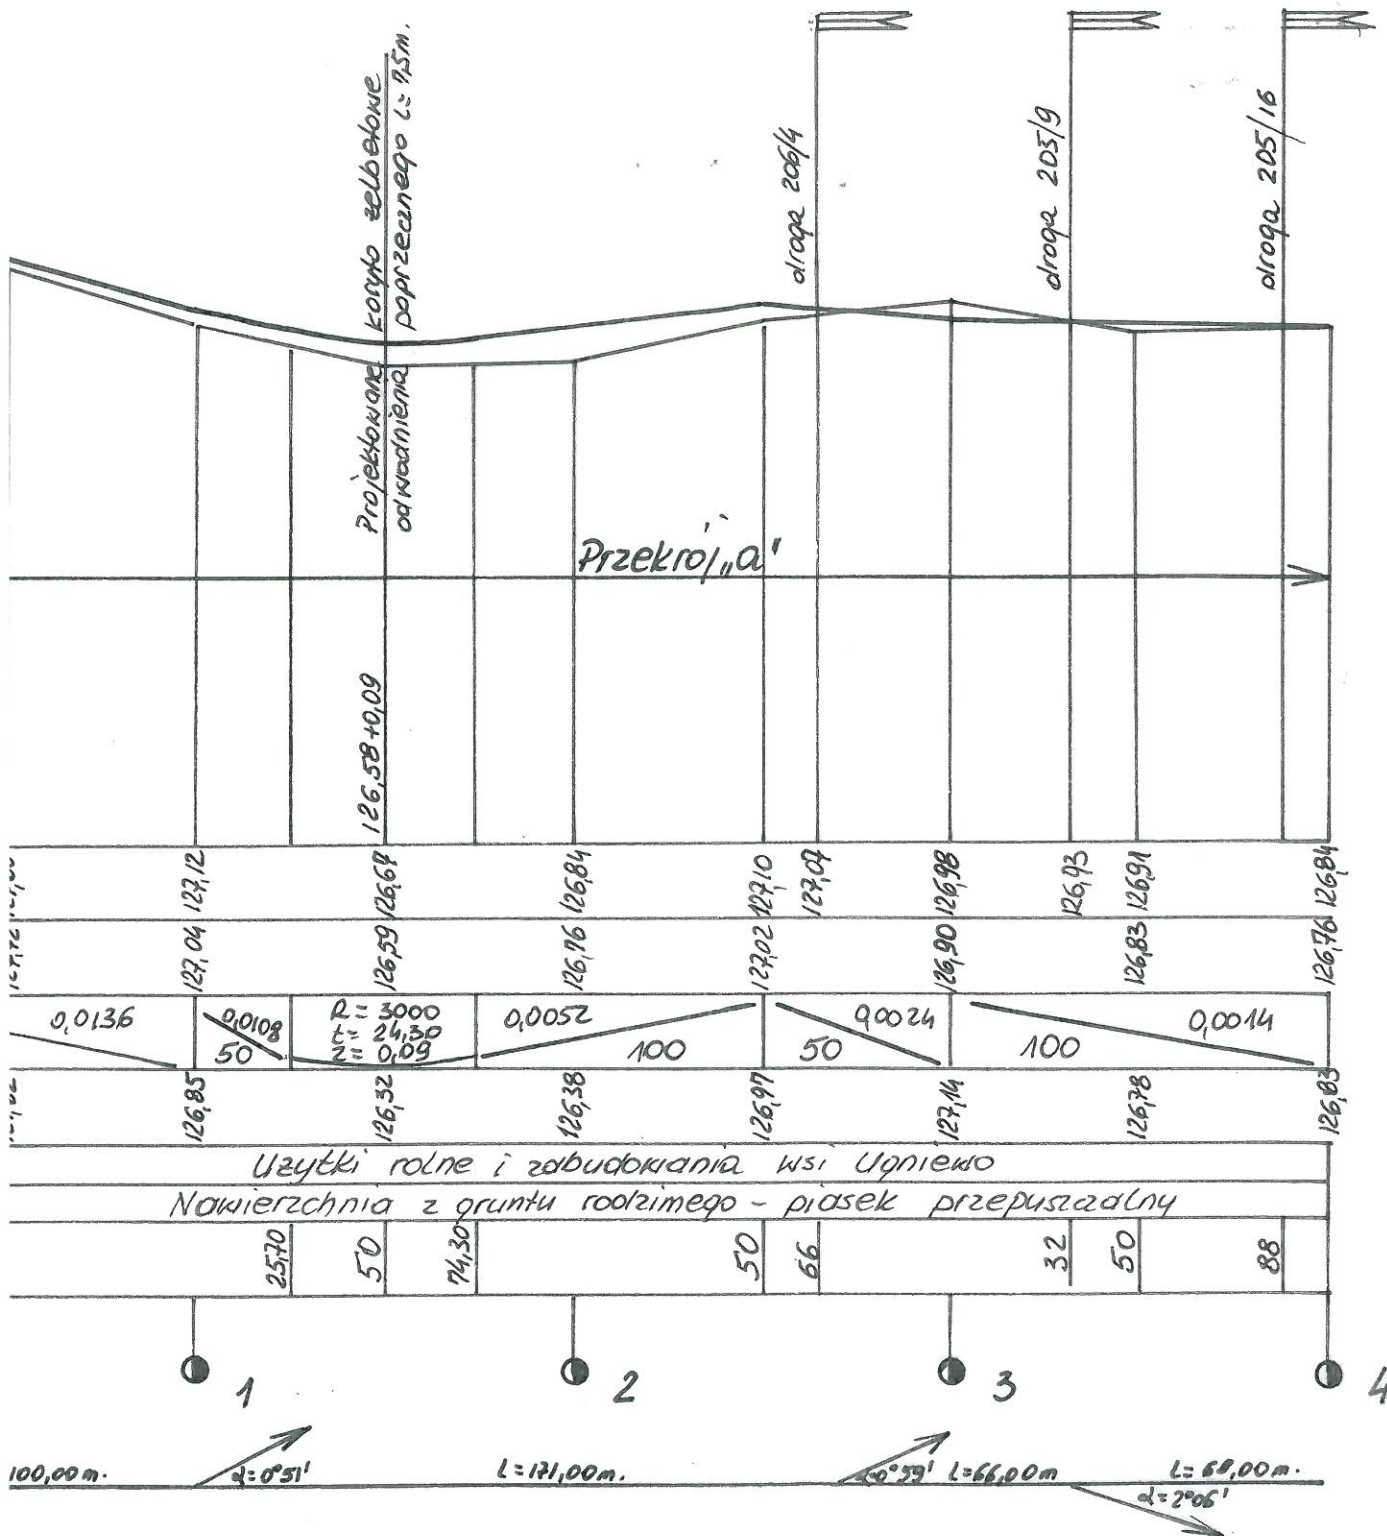 Projektowane koryto żelbetowe
odwodnienia poprzecznego L= 7,5m.
droga 206/4
droga 205/9
droga 205/16
Przekrój „a"
126,58+0,09
127,12
126,67
126,84
127,10
127,07
126,98
126,93
126,91
126,84
127,04
126,59
126,76
127,02
126,90
126,83
126,76
0,0136
0,0108
50
R= 3000
t= 24,30
z= 0,09
0,0052
100
50
0,0024
100
0,0014
126,85
126,32
126,38
126,97
127,14
126,78
126,83
Użytki rolne i zabudowania wsi Ugniewo
Nawierzchnia z gruntu rodzimego - piasek przepuszczalny
25,70
50
74,30
50
66
32
50
88
1
2
3
4
100,00 m.
α=0°51'
L=171,00m.
α=0°59'
L=66,00m
L= 68,00m.
α=2°06'